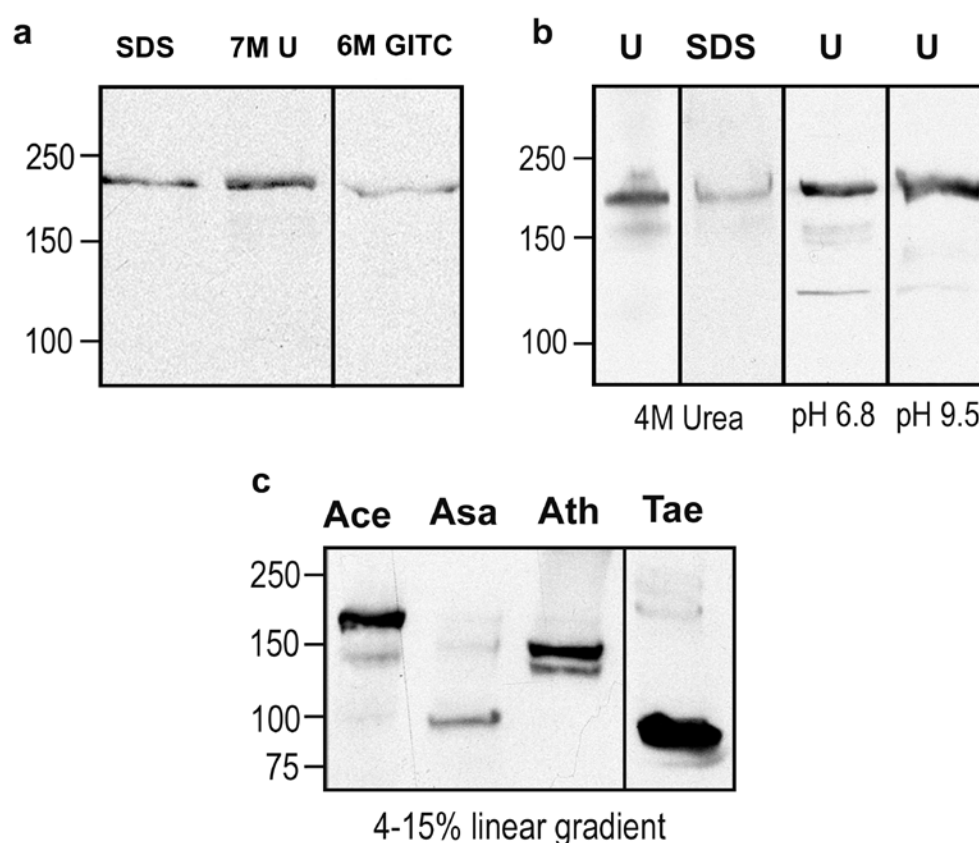 a
SDS 7M U 6M GITC
250
150
100
b
U SDS U U
250
150
100
4M Urea pH 6.8 pH 9.5
c
Ace Asa Ath Tae
250
150
100
75
4-15% linear gradient